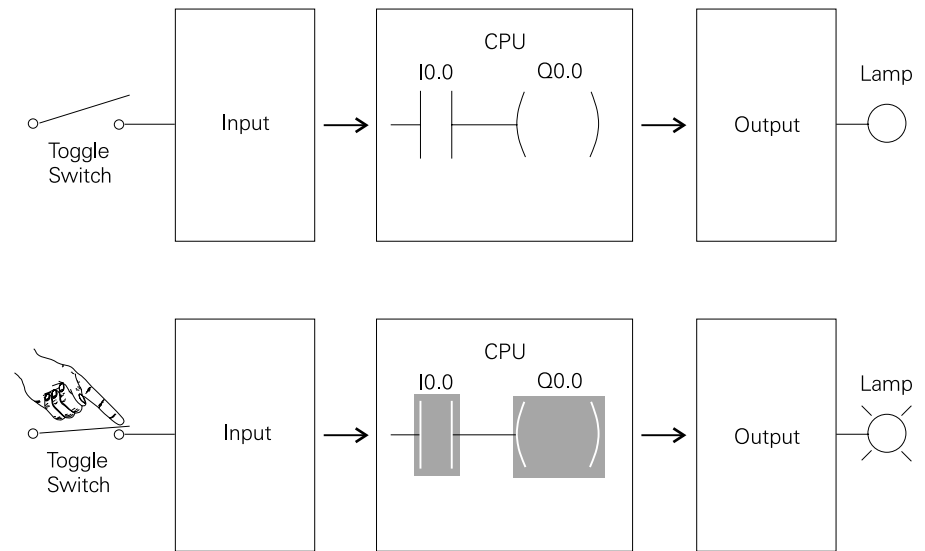 CPU
I0.0 Q0.0
Lamp
Input
Output
Toggle
Switch
CPU
I0.0 Q0.0
Lamp
Input
Output
Toggle
Switch